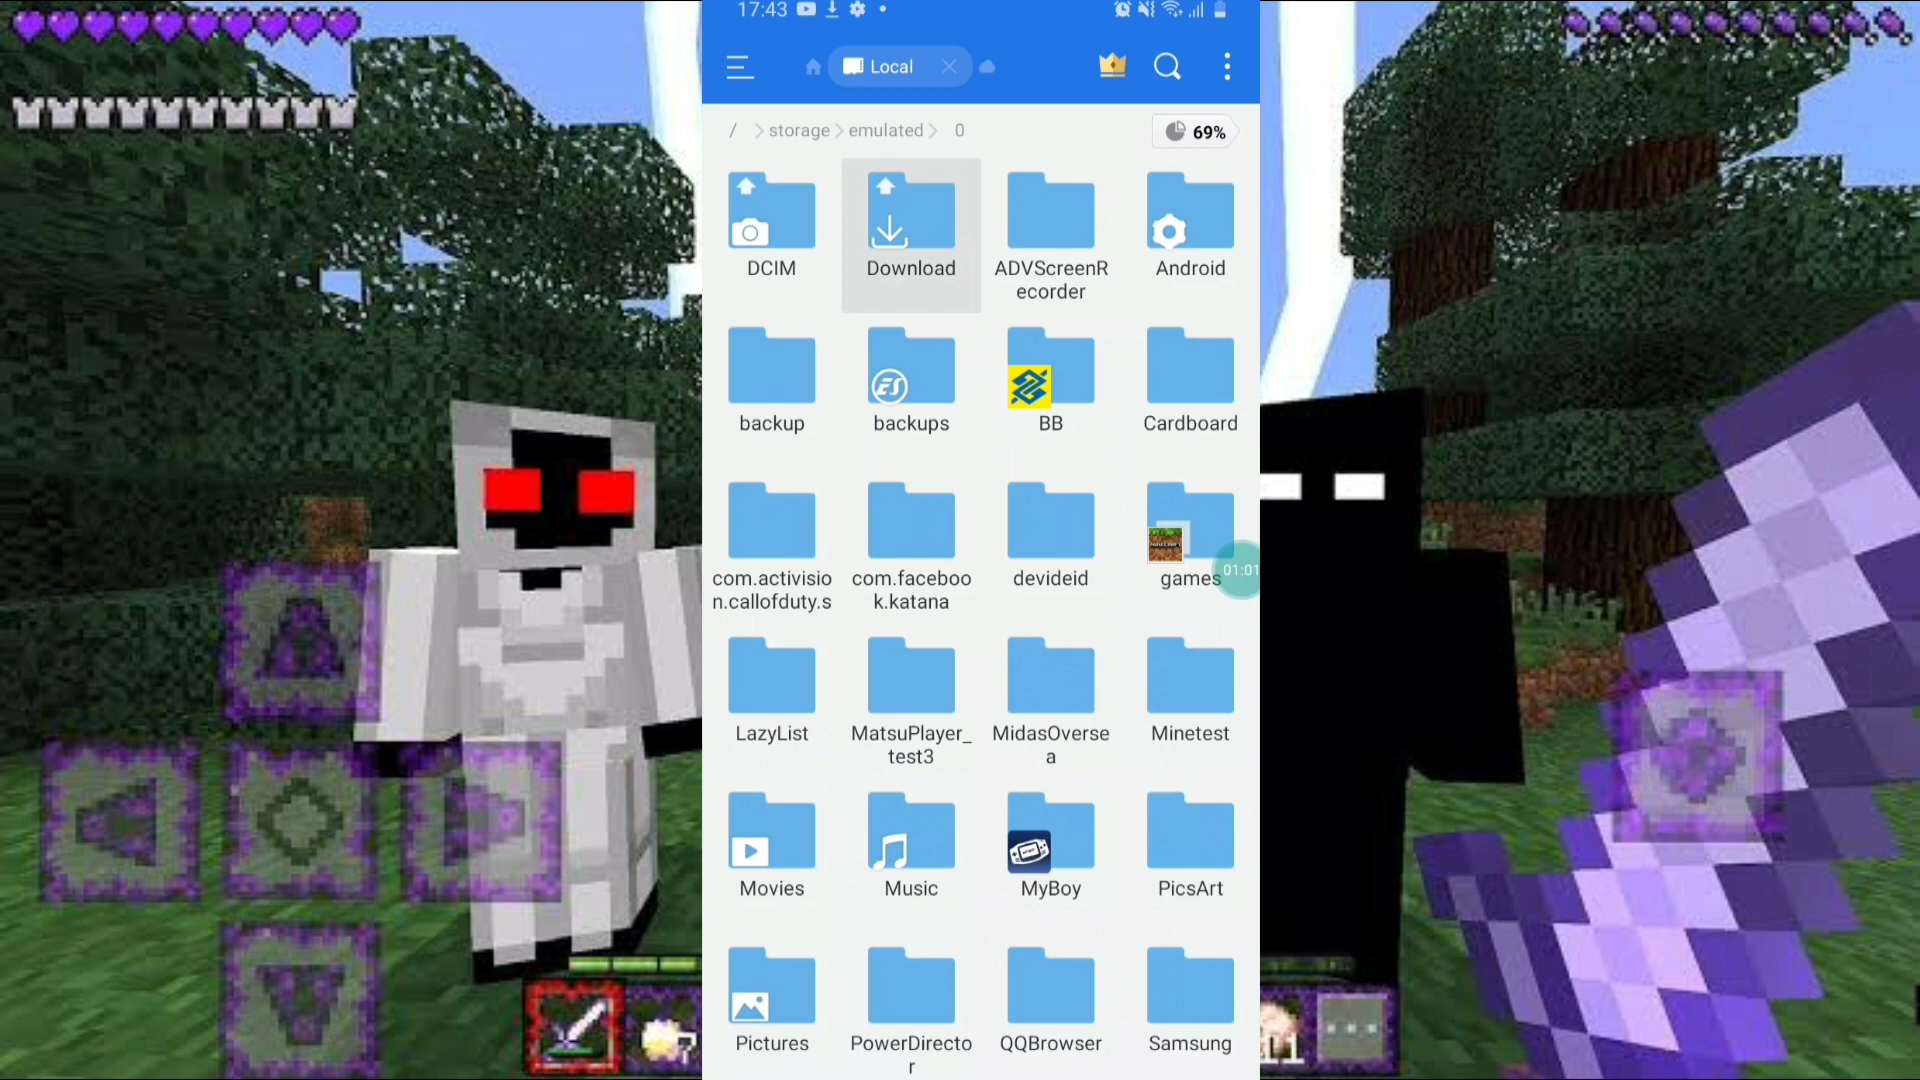 17:43
Local
/ storage emulated 0
69%
DCIM
Download
ADVScreenR
ecorder
Android
backup
backups
BB
Cardboard
com.activisio
n.callofduty.s
com.faceboo
k.katana
devideid
games
01:01
LazyList
MatsuPlayer_
test3
MidasOverse
a
Minetest
Movies
Music
MyBoy
PicsArt
Pictures
PowerDirecto
r
QQBrowser
Samsung